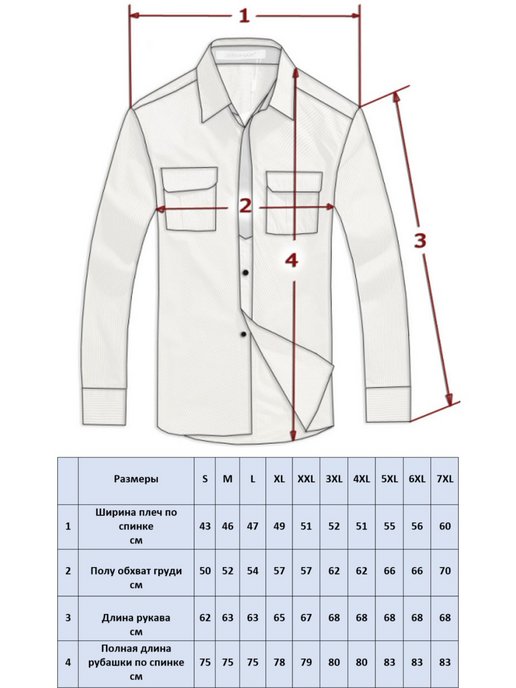 1
2
3
4
Размеры S M L XL XXL 3XL 4XL 5XL 6XL 7XL
1 Ширина плеч по спинке см 43 46 47 49 51 52 51 55 56 60
2 Полу обхват груди см 50 52 54 57 57 62 62 66 66 70
3 Длина рукава см 62 63 63 65 67 68 68 68 68 68
4 Полная длина рубашки по спинке см 75 75 75 78 79 80 80 83 83 83